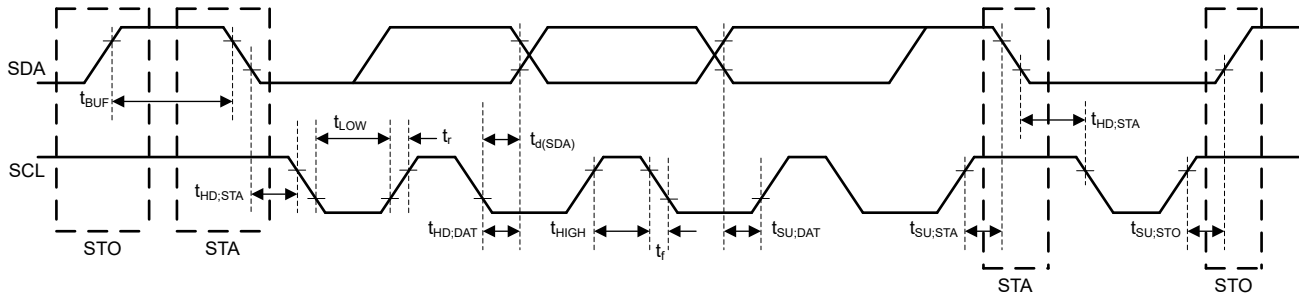 SDA
t_BUF
t_LOW
t_r
t_d(SDA)
t_HD;STA
SCL
t_HD;STA
t_HD;DAT
t_HIGH
t_f
t_SU;DAT
t_SU;STA
t_SU;STO
STO
STA
STA
STO